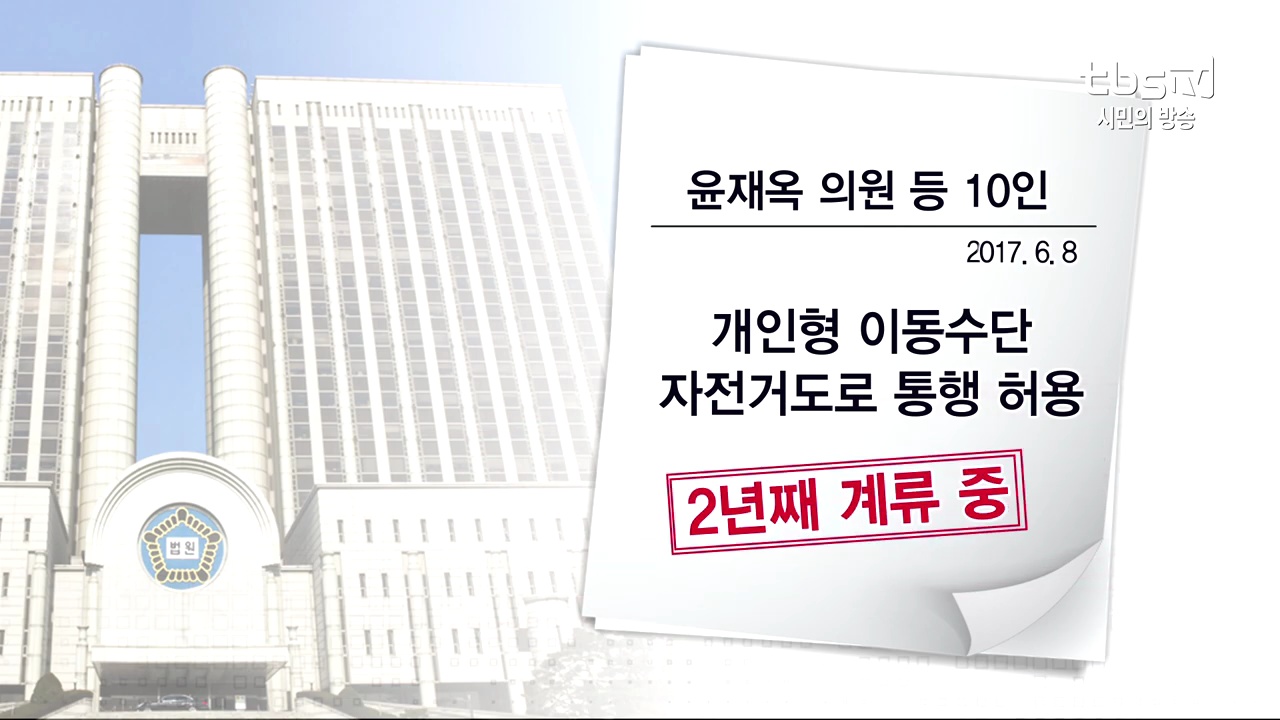 tbs TV
시민의 방송
윤재옥 의원 등 10인
2017. 6. 8
개인형 이동수단
자전거도로 통행 허용
2년째 계류 중
법원